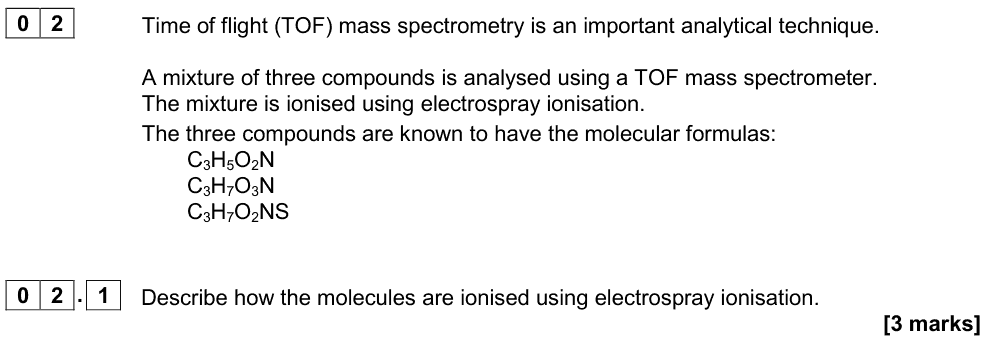 0 2 Time of flight (TOF) mass spectrometry is an important analytical technique.
A mixture of three compounds is analysed using a TOF mass spectrometer.
The mixture is ionised using electrospray ionisation.
The three compounds are known to have the molecular formulas:
C₃H₅O₂N
C₃H₇O₃N
C₃H₇O₂NS
0 2 . 1 Describe how the molecules are ionised using electrospray ionisation.
[3 marks]